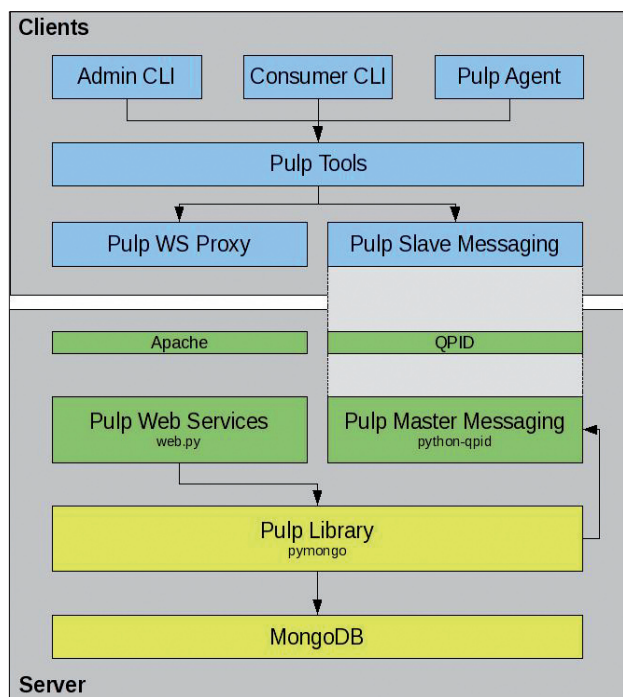 Clients
Admin CLI
Consumer CLI
Pulp Agent
Pulp Tools
Pulp WS Proxy
Pulp Slave Messaging
Apache
QPID
Pulp Web Services
web.py
Pulp Master Messaging
python-qpid
Pulp Library
pymongo
MongoDB
Server